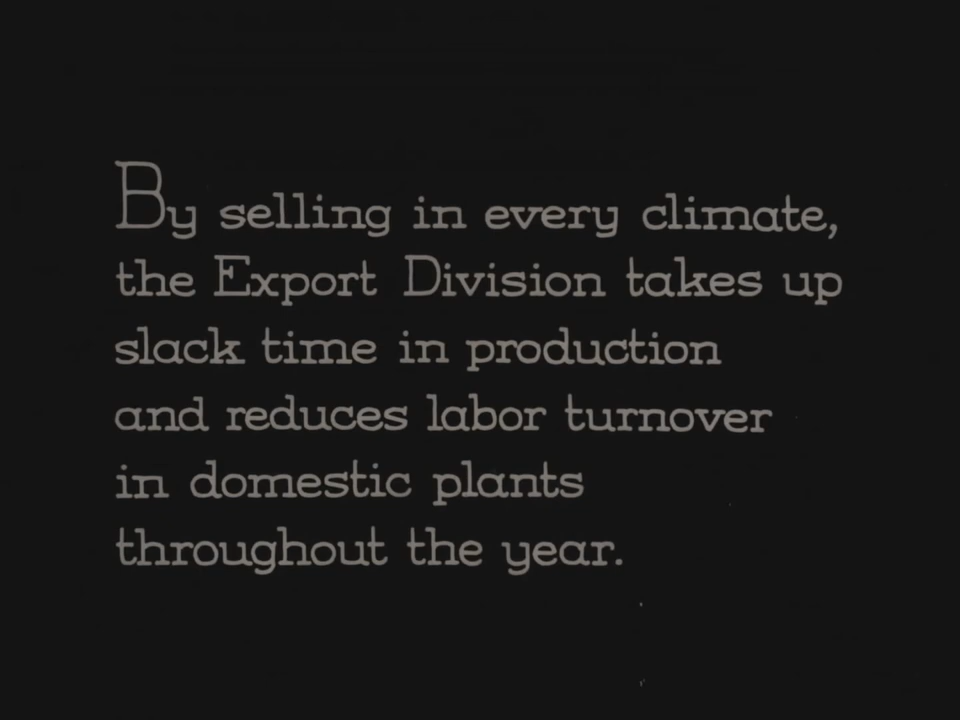 By selling in every climate,
the Export Division takes up
slack time in production
and reduces labor turnover
in domestic plants
throughout the year.